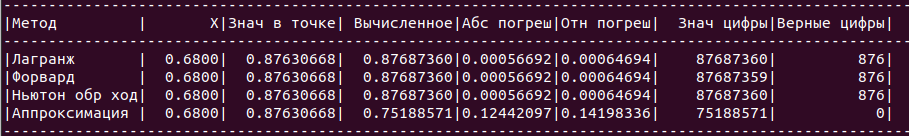 |Метод         |      X|Знач в точке| Вычисленное|Абс погреш|Отн погреш|  Знач цифры|Верные цифры|
|Лагранж       | 0.6800|  0.87630668|  0.87687360|0.00056692|0.00064694|    87687360|         876|
|Форвард       | 0.6800|  0.87630668|  0.87687360|0.00056692|0.00064694|    87687359|         876|
|Ньютон обр ход| 0.6800|  0.87630668|  0.87687360|0.00056692|0.00064694|    87687360|         876|
|Аппроксимация | 0.6800|  0.87630668|  0.75188571|0.12442097|0.14198336|    75188571|           0|